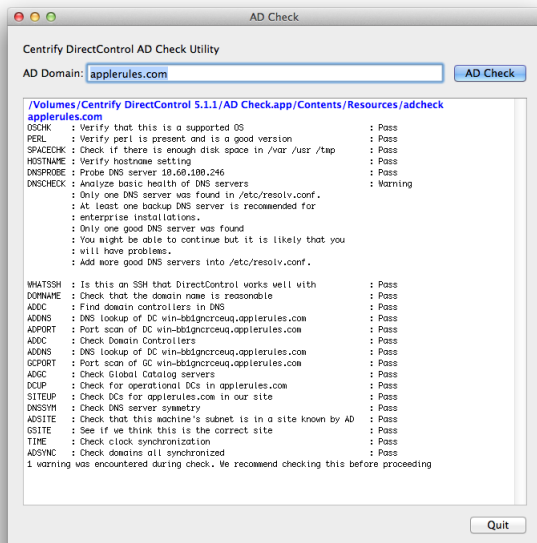 AD Check
Centrify DirectControl AD Check Utility
AD Domain: applerules.com AD Check
/Volumes/Centrify DirectControl 5.1.1/AD Check.app/Contents/Resources/adcheck
applerules.com
OSCHK : Verify that this is a supported OS : Pass
PERL : Verify perl is present and is a good version : Pass
SPACECHK : Check if there is enough disk space in /var /usr /tmp : Pass
HOSTNAME : Verify hostname setting : Pass
DNSPROBE : Probe DNS server 10.60.100.246 : Pass
DNSCHECK : Analyze basic health of DNS servers : Warning
: Only one DNS server was found in /etc/resolv.conf.
: At least one backup DNS server is recommended for
: enterprise installations.
: Only one good DNS server was found
: You might be able to continue but it is likely that you
: will have problems.
: Add more good DNS servers into /etc/resolv.conf.
WHATSSH : Is this an SSH that DirectControl works well with : Pass
DOMNAME : Check that the domain name is reasonable : Pass
ADDC : Find domain controllers in DNS : Pass
ADDNS : DNS lookup of DC win-bb1gncrceuq.applerules.com : Pass
ADPORT : Port scan of DC win-bb1gncrceuq.applerules.com : Pass
ADDC : Check Domain Controllers : Pass
ADDNS : DNS lookup of GC win-bb1gncrceuq.applerules.com : Pass
GCPORT : Port scan of GC win-bb1gncrceuq.applerules.com : Pass
ADGC : Check Global Catalog servers : Pass
DCUP : Check for operational DCs in applerules.com : Pass
SITEUP : Check DCs for applerules.com in our site : Pass
DNSSYM : Check DNS server symmetry : Pass
ADSITE : Check that this machine's subnet is in a site known by AD : Pass
GSITE : See if we think this is the correct site : Pass
TIME : Check clock synchronization : Pass
ADSYNC : Check domains all synchronized : Pass
1 warning was encountered during check. We recommend checking this before proceeding
Quit